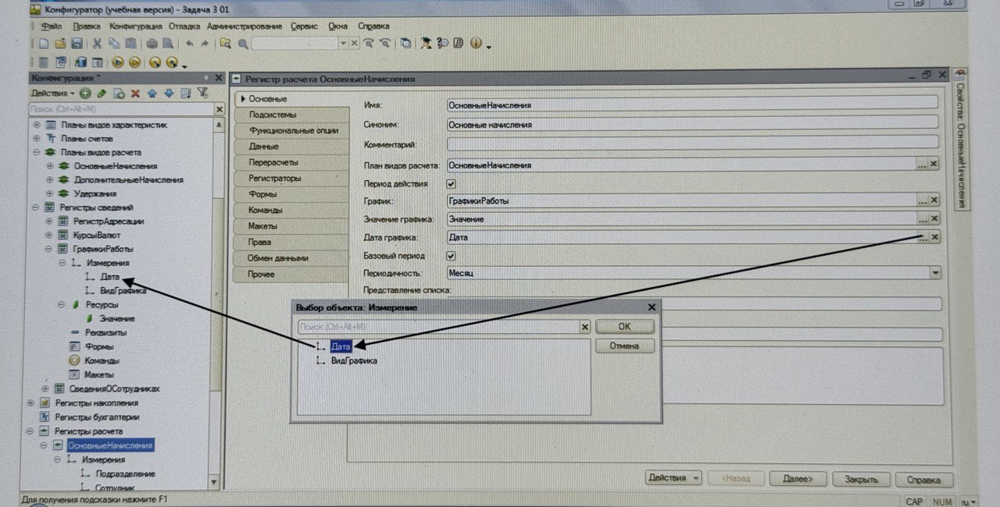 Конфигуратор (учебная версия) - Задача 3 01
Файл Правка Конфигурация Отладка Администрирование Сервис Окна Справка
Конфигурация *
Действия
Поиск (Ctrl+Alt+M)
Планы видов характеристик
Планы счетов
Планы видов расчета
ОсновныеНачисления
ДополнительныеНачисления
Удержания
Регистры сведений
РегистрАдресации
КурсыВалют
ГрафикиРаботы
Измерения
Дата
ВидГрафика
Ресурсы
Значение
Реквизиты
Формы
Команды
Макеты
СведенияОСотрудниках
Регистры накопления
Регистры бухгалтерии
Регистры расчета
ОсновныеНачисления
Измерения
Подразделение
Сотрудник
Регистр расчета ОсновныеНачисления
Основные
Подсистемы
Функциональные опции
Данные
Перерасчеты
Регистраторы
Формы
Команды
Макеты
Права
Обмен данными
Прочее
Имя: ОсновныеНачисления
Синоним: Основные начисления
Комментарий:
План видов расчета: ОсновныеНачисления ...
Период действия
График: ГрафикиРаботы ...
Значение графика: Значение ...
Дата графика: Дата ...
Базовый период
Периодичность: Месяц
Представление списка:
Выбор объекта: Измерение
Поиск (Ctrl+Alt+M)
OK
Дата
Отмена
ВидГрафика
Действия <Назад Далее> Закрыть Справка
Свойства: ОсновныеНачисления
Для получения подсказки нажмите F1
CAP NUM ru